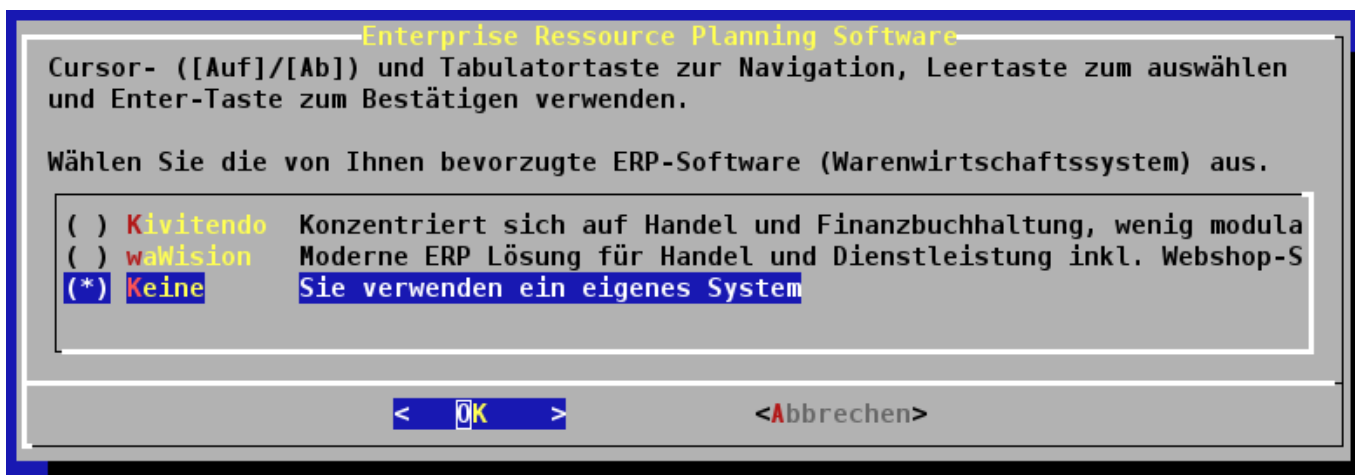 Enterprise Ressource Planning Software
Cursor- ([Auf]/[Ab]) und Tabulatortaste zur Navigation, Leertaste zum auswählen
und Enter-Taste zum Bestätigen verwenden.
Wählen Sie die von Ihnen bevorzugte ERP-Software (Warenwirtschaftssystem) aus.
( ) Kivitendo Konzentriert sich auf Handel und Finanzbuchhaltung, wenig modula
( ) waWision Moderne ERP Lösung für Handel und Dienstleistung inkl. Webshop-S
(*) Keine Sie verwenden ein eigenes System
< OK > <Abbrechen>